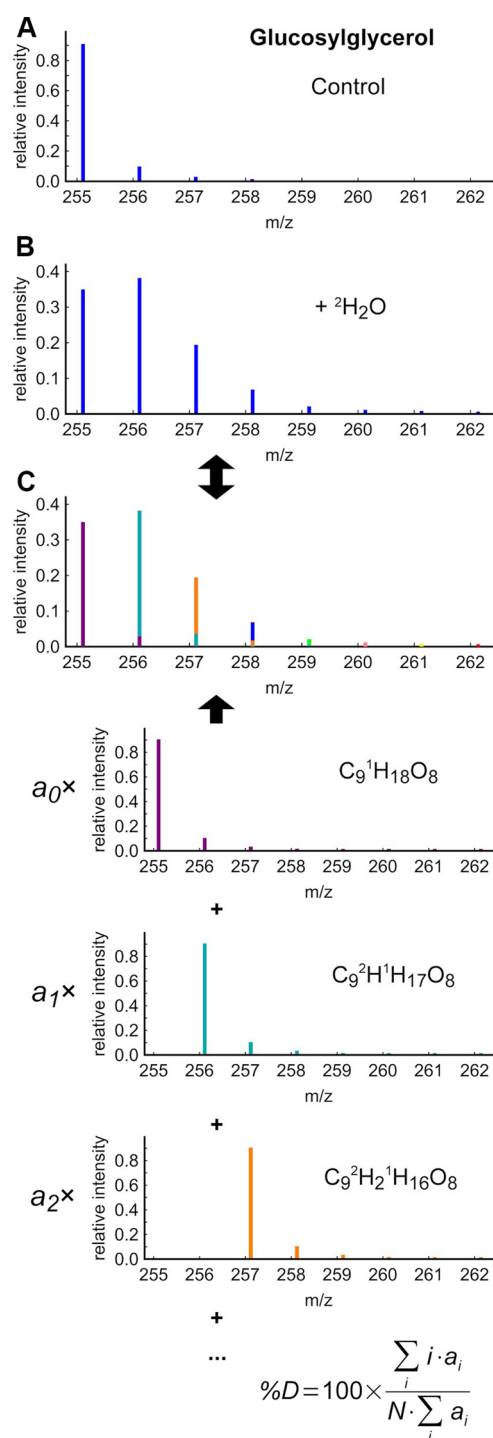 A
Glucosylglycerol
Control
relative intensity
0.8
0.6
0.4
0.2
0.0
255 256 257 258 259 260 261 262
m/z
B
+ ²H₂O
relative intensity
0.4
0.3
0.2
0.1
0.0
255 256 257 258 259 260 261 262
m/z
C
relative intensity
0.4
0.3
0.2
0.1
0.0
255 256 257 258 259 260 261 262
m/z
a₀×
relative intensity
0.8
0.6
0.4
0.2
0.0
C₉¹H₁₈O₈
255 256 257 258 259 260 261 262
m/z
+
a₁×
relative intensity
0.8
0.6
0.4
0.2
0.0
C₉²H¹H₁₇O₈
255 256 257 258 259 260 261 262
m/z
+
a₂×
relative intensity
0.8
0.6
0.4
0.2
0.0
C₉²H₂¹H₁₆O₈
255 256 257 258 259 260 261 262
m/z
+
...
∑ i·aᵢ
i
%D=100×
N·∑ aᵢ
i